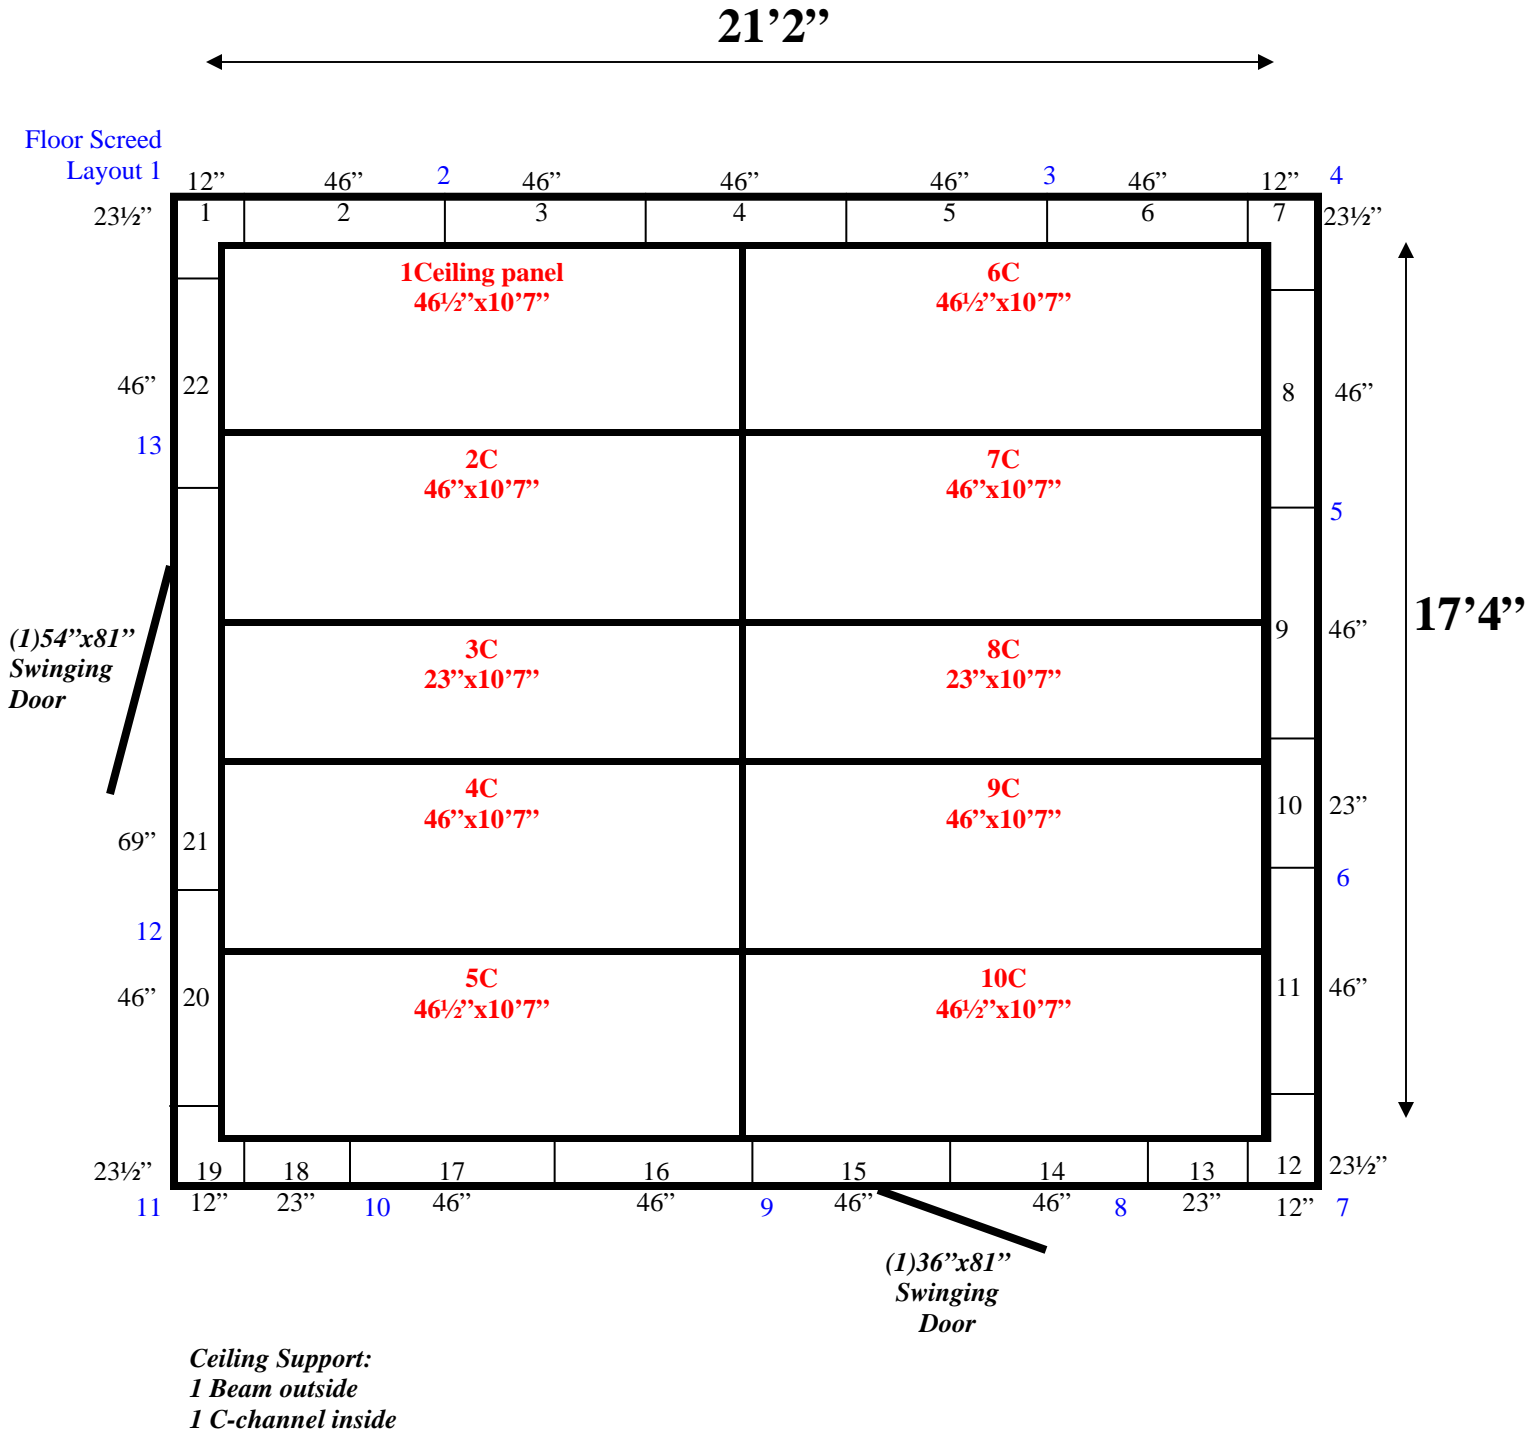 21’2”
Floor Screed
Layout 1
12” 46” 2 46” 46” 46” 3 46” 12” 4
23½” 1 2 3 4 5 6 7 23½”
1Ceiling panel
46½”x10’7”
6C
46½”x10’7”
46” 22
8 46”
13
2C
46”x10’7”
7C
46”x10’7”
5
17’4”
(1)54”x81”
Swinging
Door
9 46”
3C
23”x10’7”
8C
23”x10’7”
4C
46”x10’7”
9C
46”x10’7”
10 23”
69” 21
6
12
5C
46½”x10’7”
10C
46½”x10’7”
46” 20
11 46”
23½” 19 18 17 16 15 14 13 12 23½”
11 12” 23” 10 46” 46” 9 46” 46” 8 23” 12” 7
(1)36”x81”
Swinging
Door
Ceiling Support:
1 Beam outside
1 C-channel inside